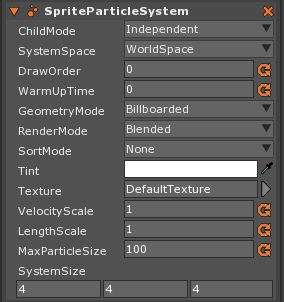 SpriteParticleSystem
ChildMode Independent
SystemSpace WorldSpace
DrawOrder 0
WarmUpTime 0
GeometryMode Billboarded
RenderMode Blended
SortMode None
Tint
Texture DefaultTexture
VelocityScale 1
LengthScale 1
MaxParticleSize 100
SystemSize
4 4 4